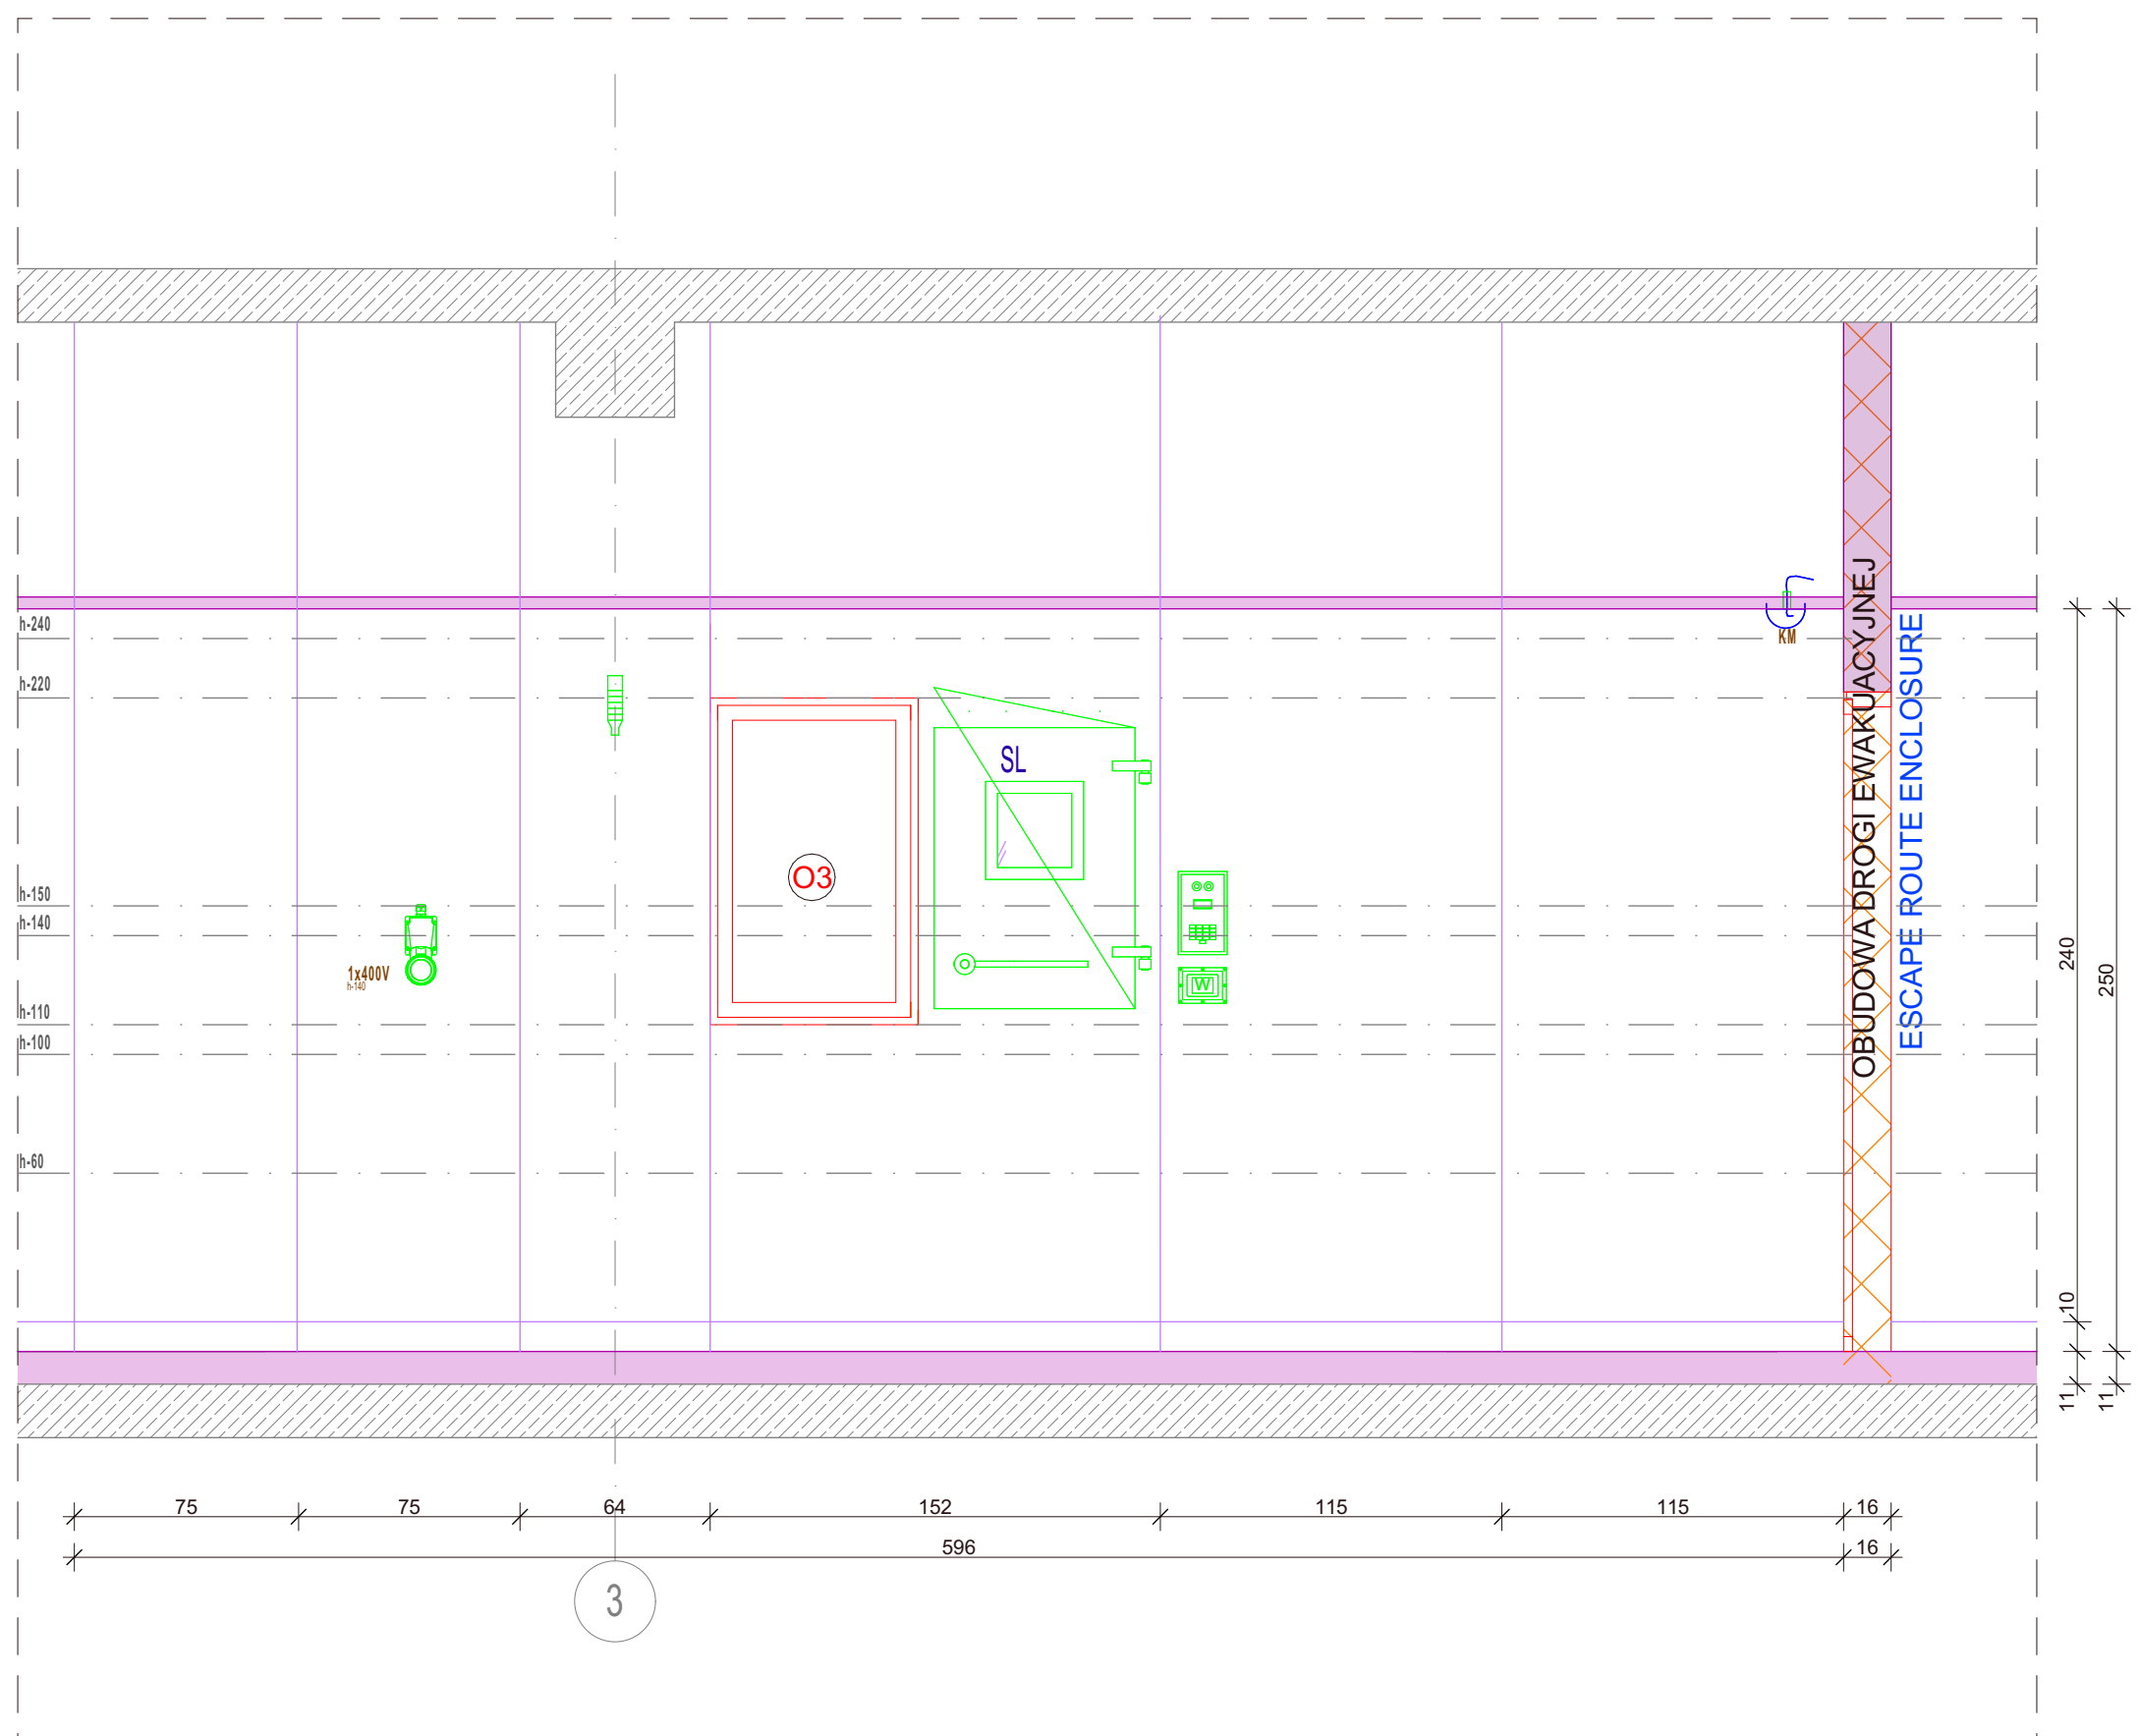 h-240
KM
h-220
SL
O3
h-150
h-140
1x400V
h-140
W
h-110
h-100
h-60
OBUDOWA DROGI EWAKUACYJNEJ
ESCAPE ROUTE ENCLOSURE
240
250
10
11
11
75
75
64
152
115
115
16
596
16
3